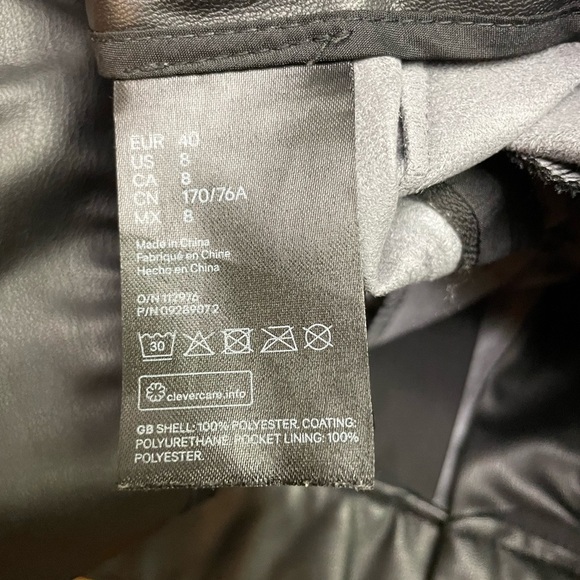 EUR 40
US 8
CA 8
CN 170/76A
MX 8
Made in China
Fabriqué en Chine
Hecho en China
O/N 112976
P/N 09289072
30
clevercare.info
GB SHELL: 100% POLYESTER. COATING:
POLYURETHANE. POCKET LINING: 100%
POLYESTER.